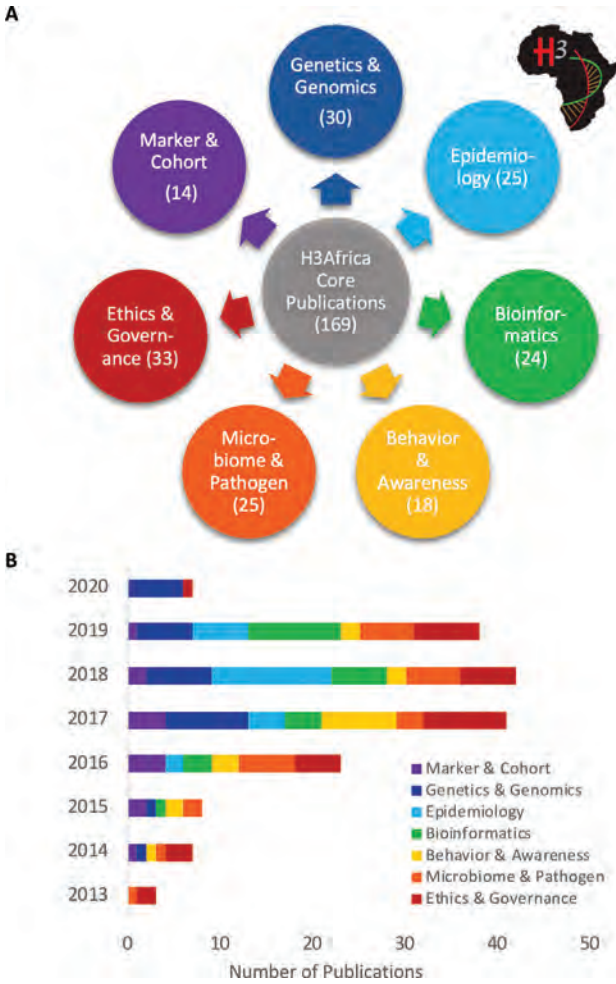 A
H3
Genetics &
Genomics
(30)
Marker &
Cohort
(14)
Epidemio-
logy (25)
H3Africa
Core
Publications
(169)
Ethics &
Govern-
ance (33)
Bioinfor-
matics
(24)
Micro-
biome &
Pathogen
(25)
Behavior
&
Awareness
(18)
B
2020
2019
2018
2017
2016
2015
2014
2013
Marker & Cohort
Genetics & Genomics
Epidemiology
Bioinformatics
Behavior & Awareness
Microbiome & Pathogen
Ethics & Governance
0 10 20 30 40 50
Number of Publications